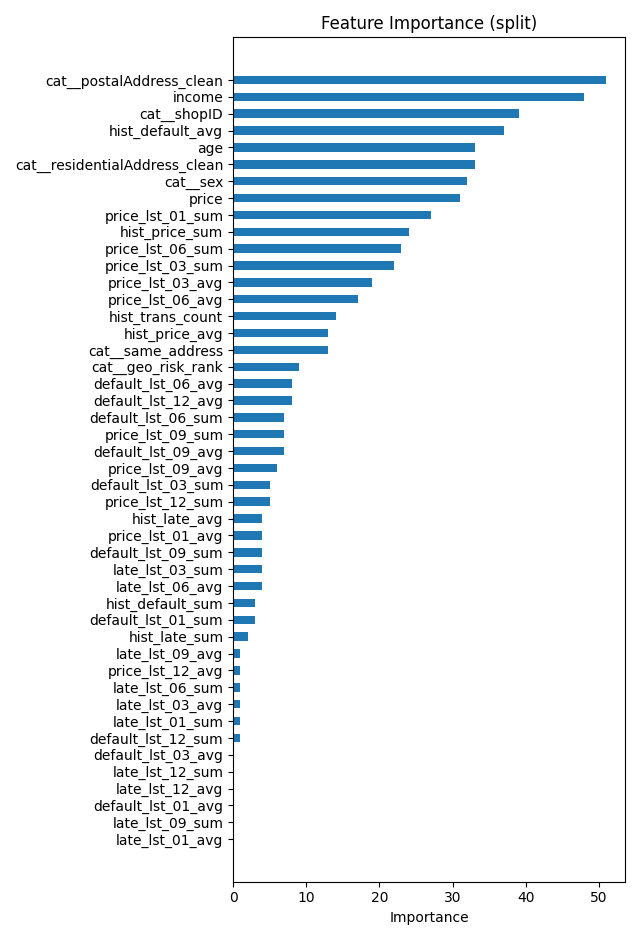 Feature Importance (split)
cat__postalAddress_clean
income
cat__shopID
hist_default_avg
age
cat__residentialAddress_clean
cat__sex
price
price_lst_01_sum
hist_price_sum
price_lst_06_sum
price_lst_03_sum
price_lst_03_avg
price_lst_06_avg
hist_trans_count
hist_price_avg
cat__same_address
cat__geo_risk_rank
default_lst_06_avg
default_lst_12_avg
default_lst_06_sum
price_lst_09_sum
default_lst_09_avg
price_lst_09_avg
default_lst_03_sum
price_lst_12_sum
hist_late_avg
price_lst_01_avg
default_lst_09_sum
late_lst_03_sum
late_lst_06_avg
hist_default_sum
default_lst_01_sum
hist_late_sum
late_lst_09_avg
price_lst_12_avg
late_lst_06_sum
late_lst_03_avg
late_lst_01_sum
default_lst_12_sum
default_lst_03_avg
late_lst_12_sum
late_lst_12_avg
default_lst_01_avg
late_lst_09_sum
late_lst_01_avg
0 10 20 30 40 50
Importance